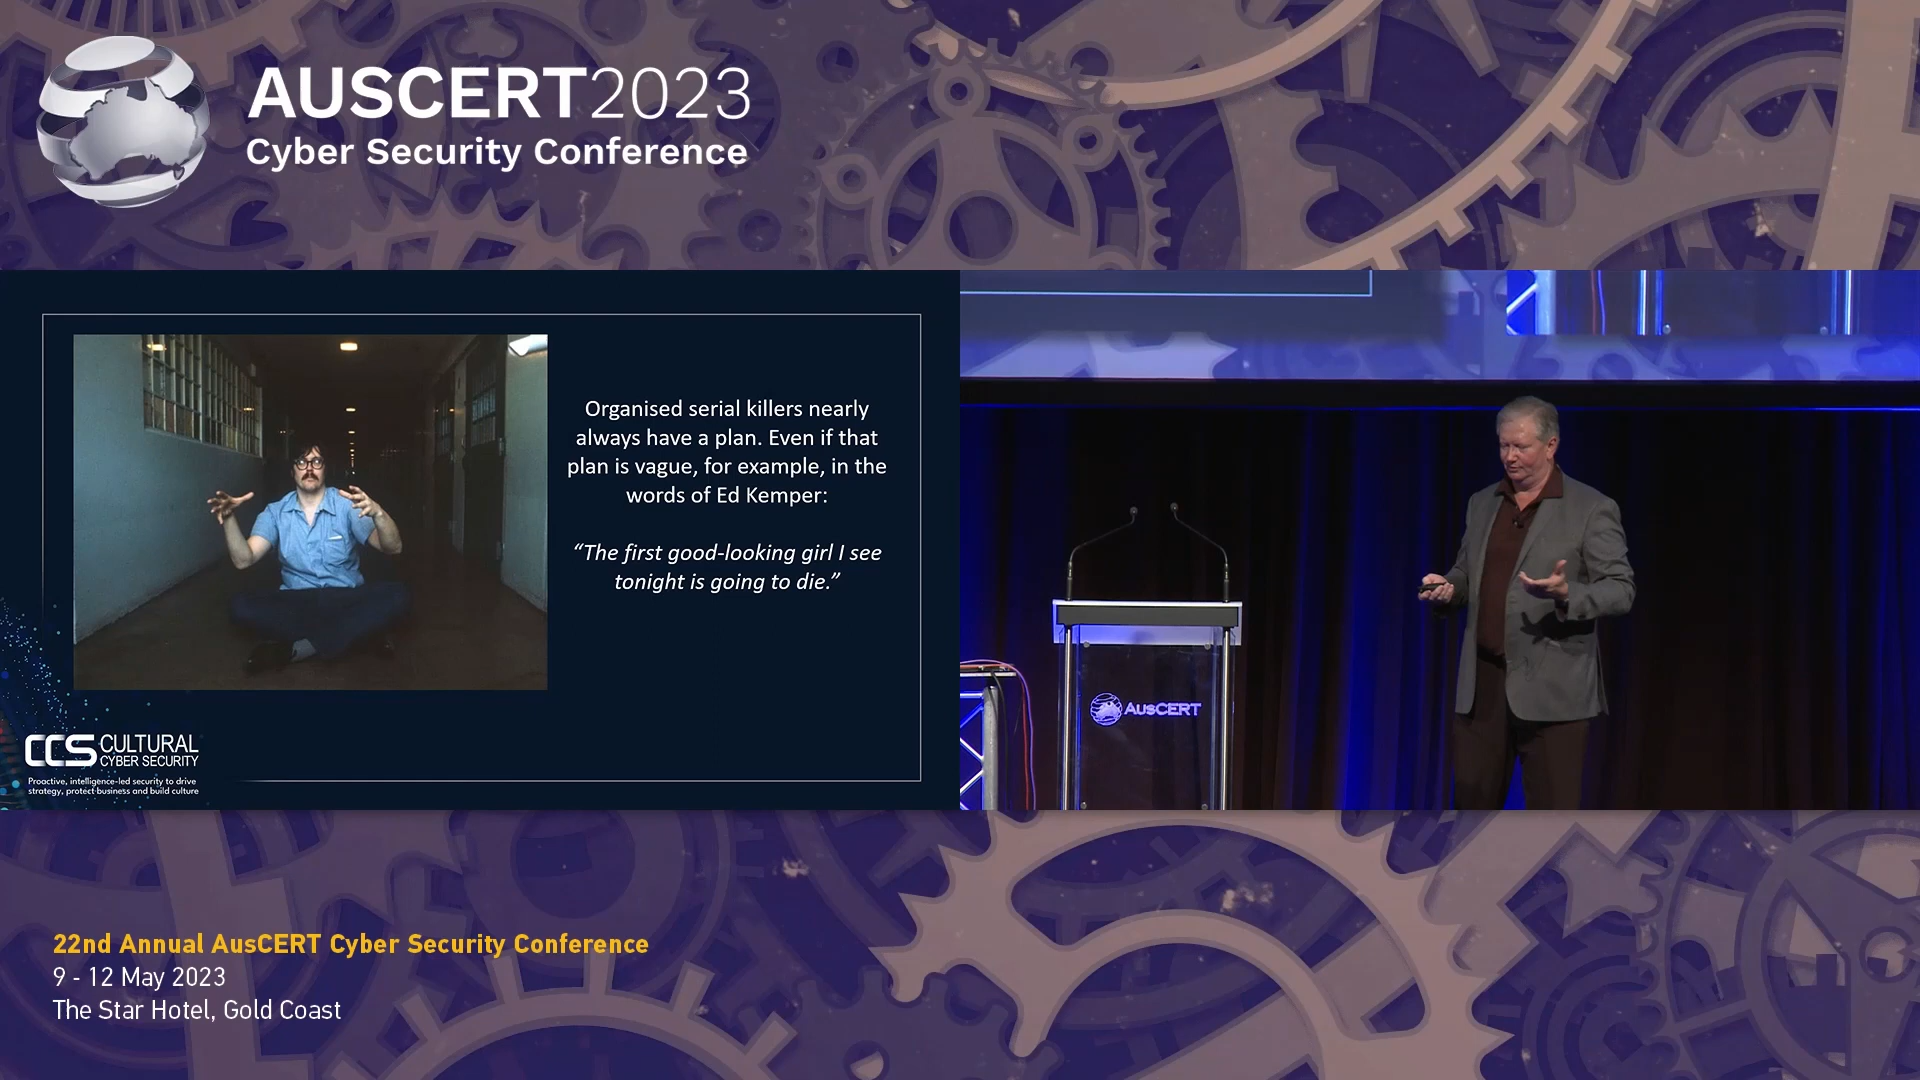 AUSCERT2023
Cyber Security Conference
Organised serial killers nearly
always have a plan. Even if that
plan is vague, for example, in the
words of Ed Kemper:
“The first good-looking girl I see
tonight is going to die.”
CCS CULTURAL
CYBER SECURITY
Proactive, intelligence-led security to drive
strategy, protect business and build culture
AUSCERT
22nd Annual AusCERT Cyber Security Conference
9 - 12 May 2023
The Star Hotel, Gold Coast